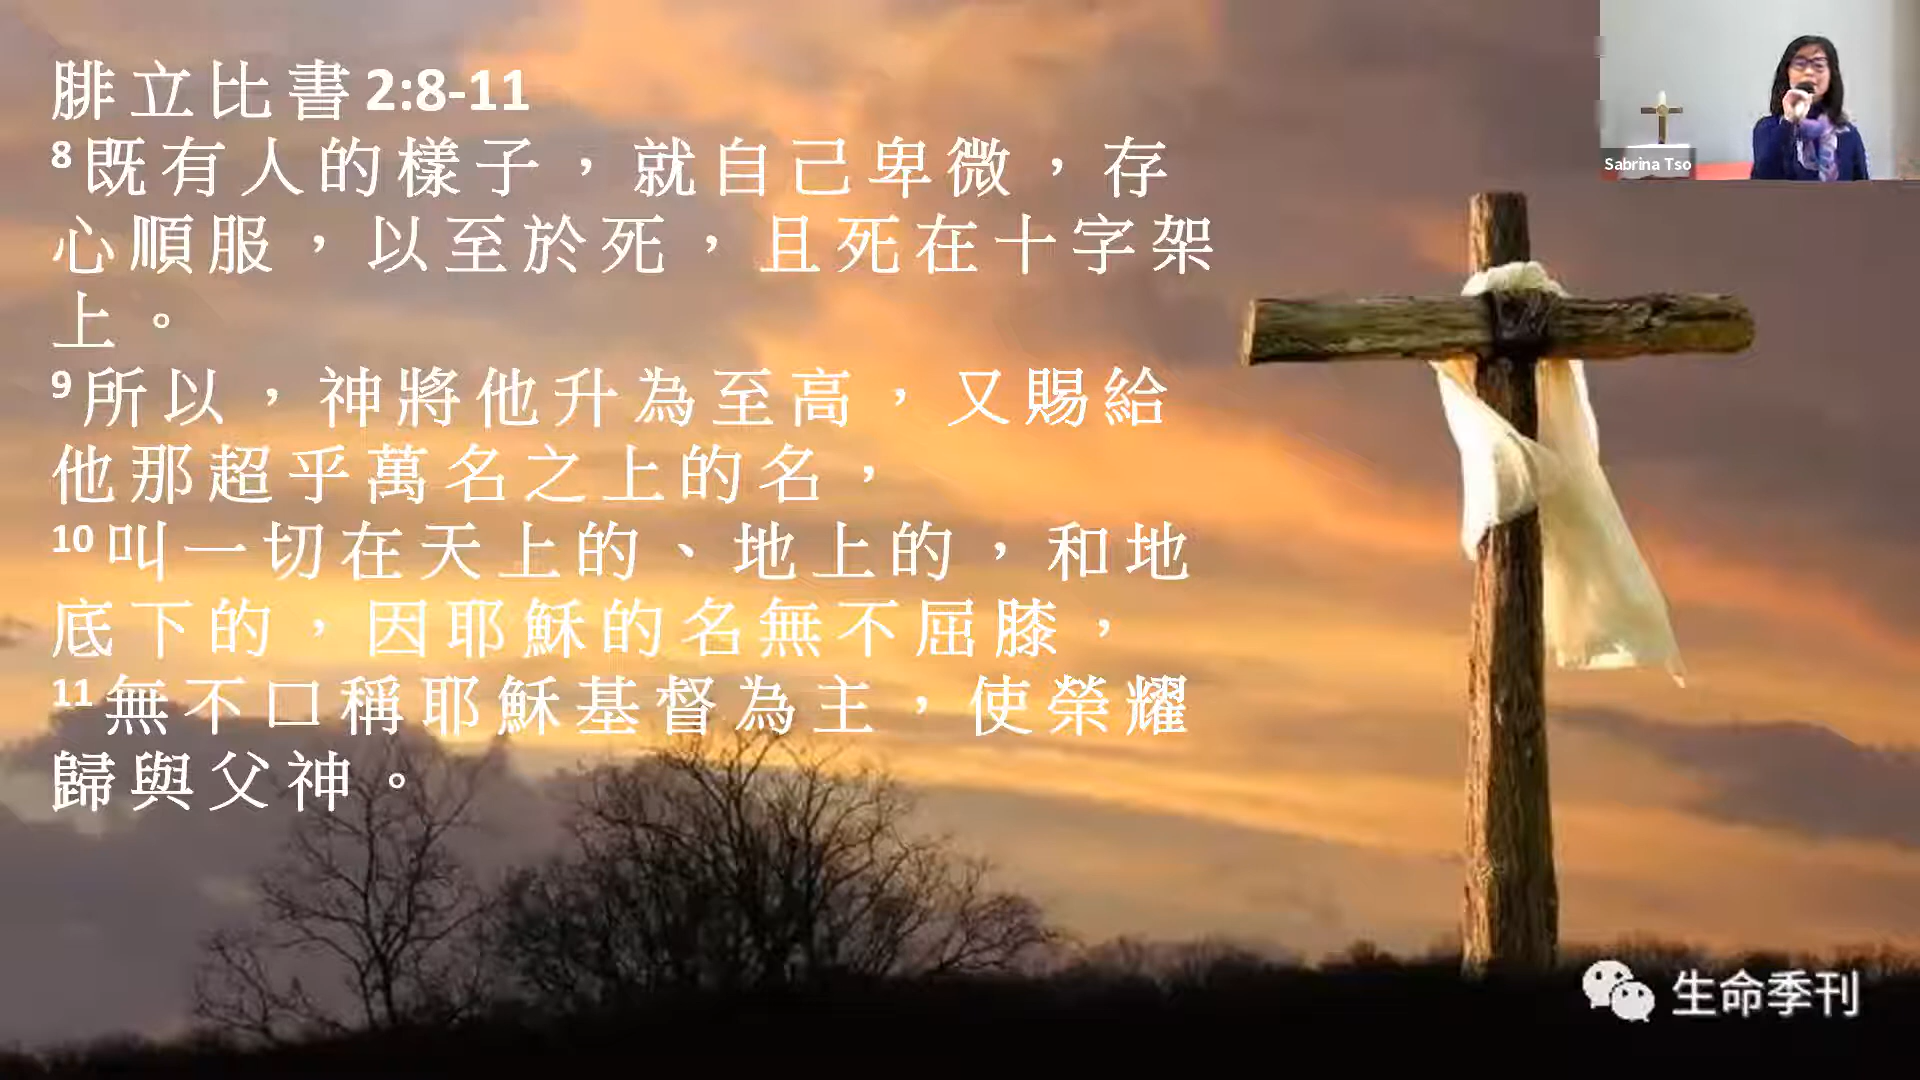 腓立比書 2:8-11
8 既有人的樣子，就自己卑微，存
心順服，以至於死，且死在十字架
上。
9 所以，神將他升為至高，又賜給
他那超乎萬名之上的名，
10 叫一切在天上的、地上的，和地
底下的，因耶穌的名無不屈膝，
11 無不口稱耶穌基督為主，使榮耀
歸與父神。
Sabrina Tso
生命季刊